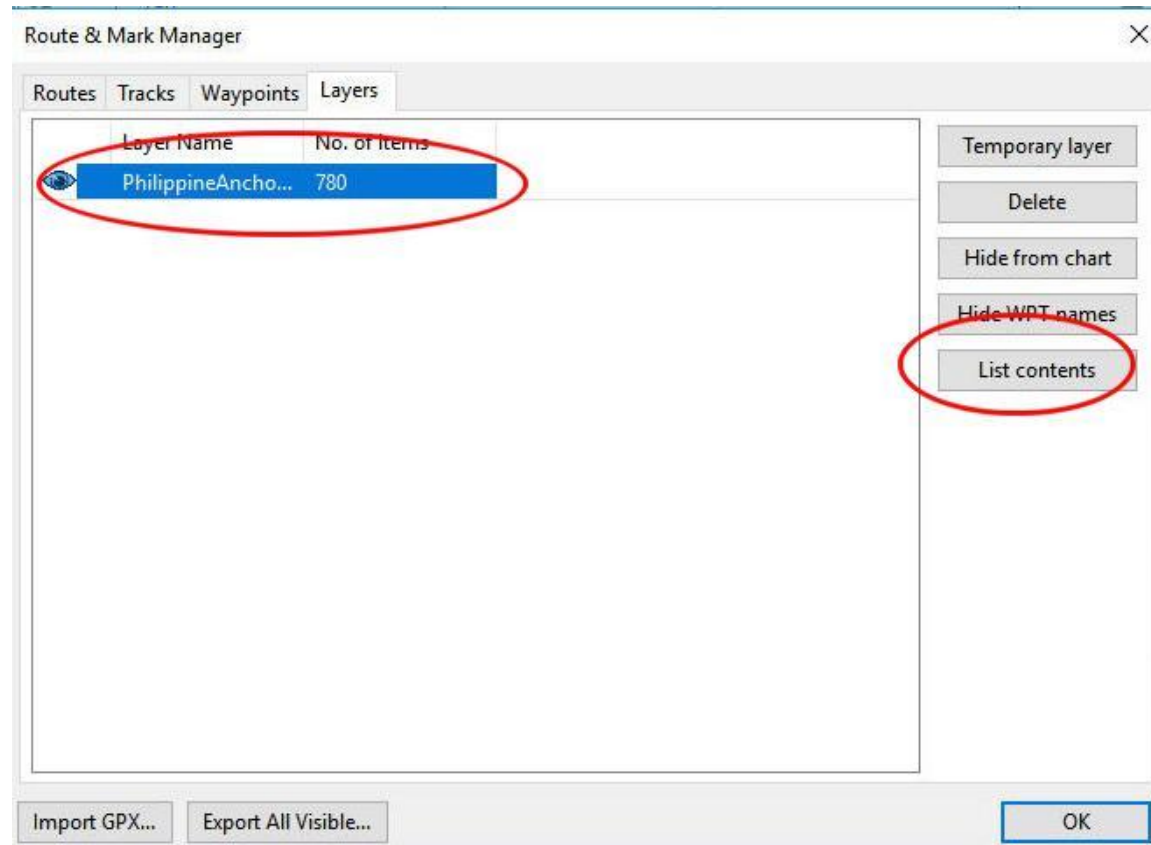 Route & Mark Manager
Routes Tracks Waypoints Layers
Layer Name No. of Items
PhilippineAncho... 780
Temporary layer
Delete
Hide from chart
Hide WPT names
List contents
Import GPX... Export All Visible... OK